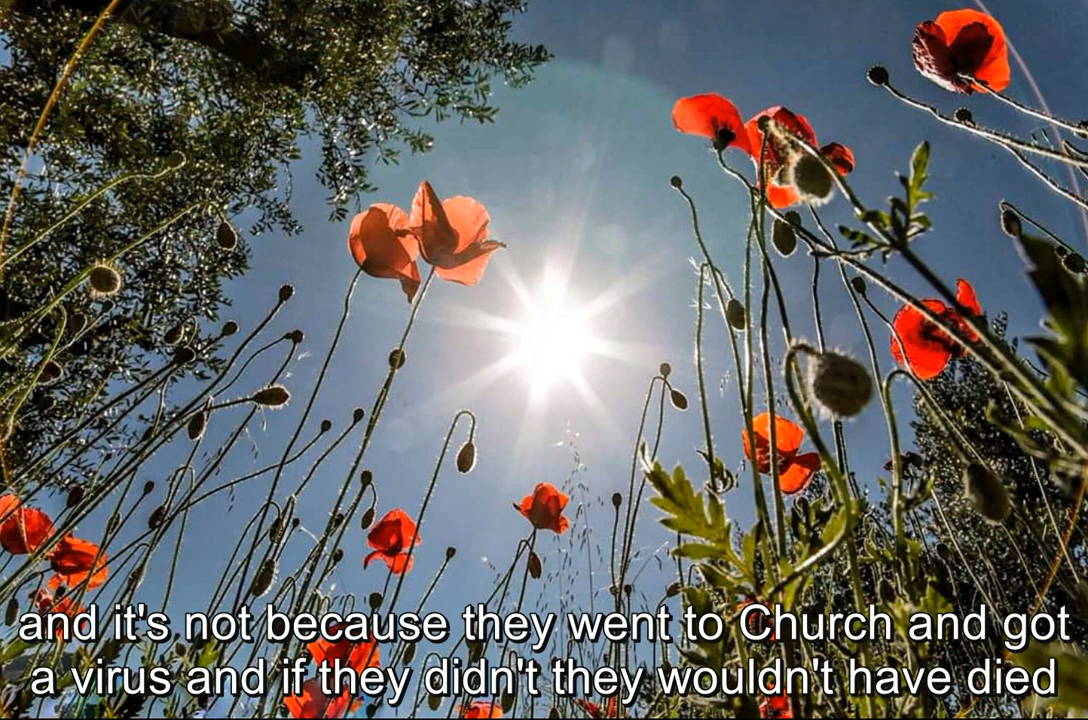 and it's not because they went to Church and got
a virus and if they didn't they wouldn't have died